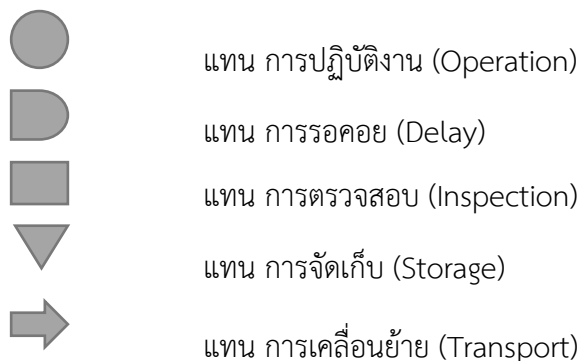 แทน การปฏิบัติงาน (Operation)
แทน การรอคอย (Delay)
แทน การตรวจสอบ (Inspection)
แทน การจัดเก็บ (Storage)
แทน การเคลื่อนย้าย (Transport)